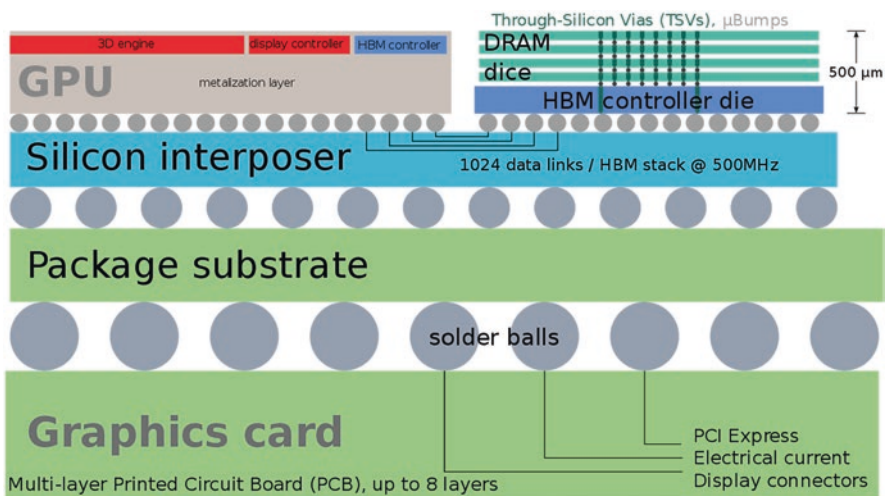 Through-Silicon Vias (TSVs), µBumps
3D engine
display controller
HBM controller
GPU
metalization layer
DRAM
dice
HBM controller die
500 µm
Silicon interposer
1024 data links / HBM stack @ 500MHz
Package substrate
solder balls
Graphics card
PCI Express
Electrical current
Display connectors
Multi-layer Printed Circuit Board (PCB), up to 8 layers